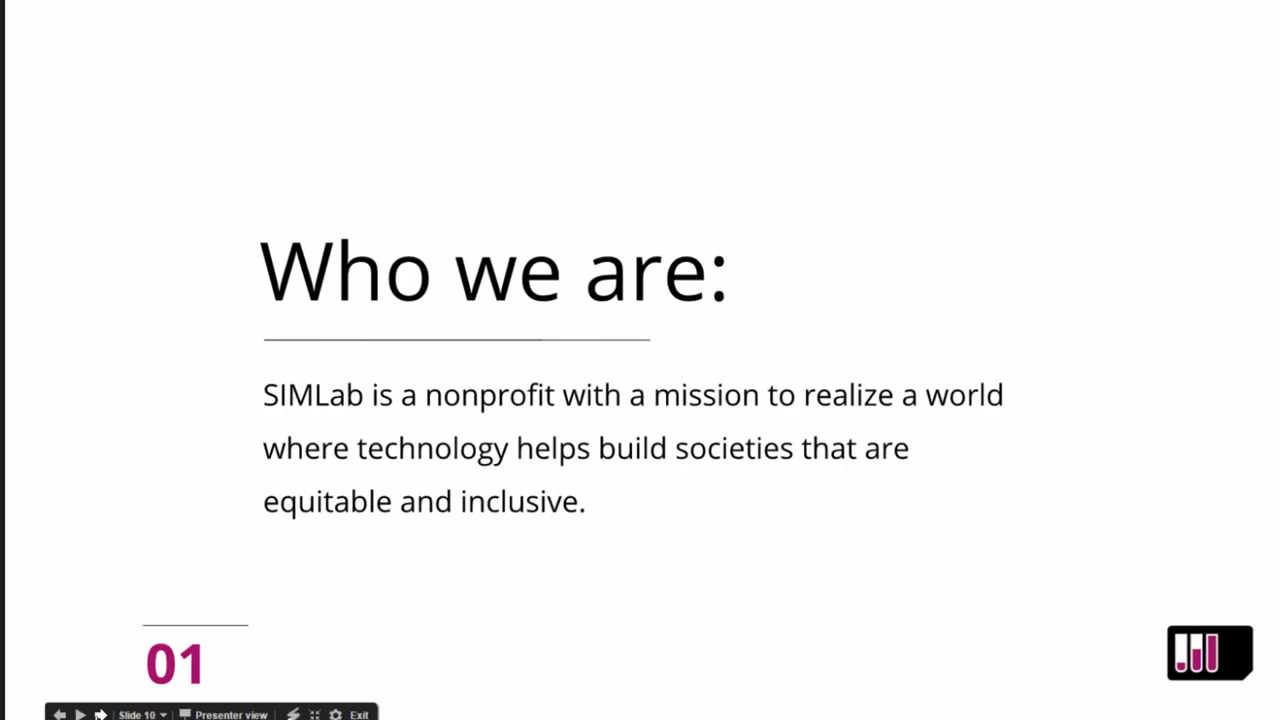 Who we are:
SIMLab is a nonprofit with a mission to realize a world
where technology helps build societies that are
equitable and inclusive.
01
Slide 10 Presenter view Exit